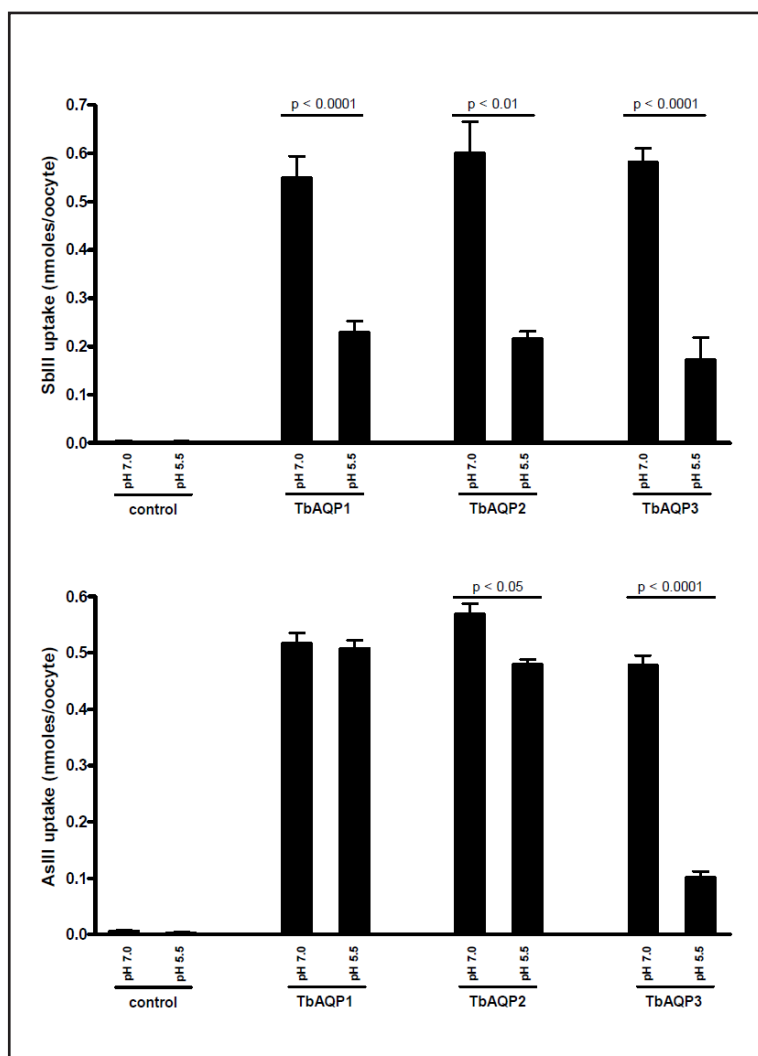 p < 0.0001 p < 0.01 p < 0.0001
SbIII uptake (nmoles/oocyte)
0.7
0.6
0.5
0.4
0.3
0.2
0.1
0.0
pH 7.0 pH 5.5 pH 7.0 pH 5.5 pH 7.0 pH 5.5 pH 7.0 pH 5.5
control TbAQP1 TbAQP2 TbAQP3
p < 0.05 p < 0.0001
AsIII uptake (nmoles/oocyte)
0.6
0.5
0.4
0.3
0.2
0.1
0.0
pH 7.0 pH 5.5 pH 7.0 pH 5.5 pH 7.0 pH 5.5 pH 7.0 pH 5.5
control TbAQP1 TbAQP2 TbAQP3